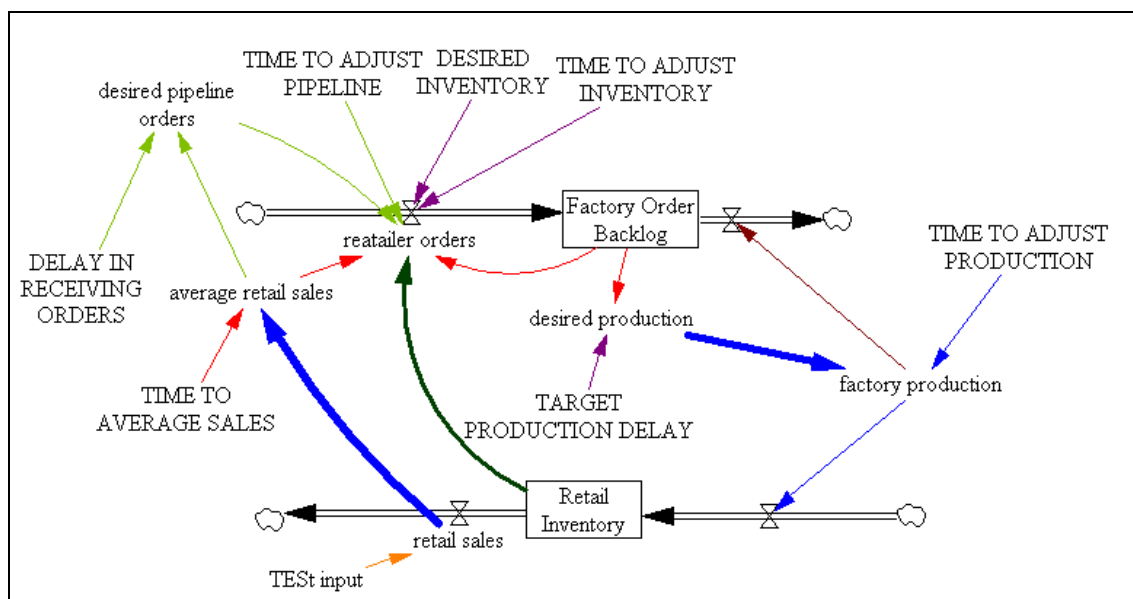 TIME TO ADJUST
PIPELINE
DESIRED
INVENTORY
TIME TO ADJUST
INVENTORY
desired pipeline
orders
Factory Order
Backlog
reatailer orders
TIME TO ADJUST
PRODUCTION
DELAY IN
RECEIVING
ORDERS
average retail sales
desired production
factory production
TIME TO
AVERAGE SALES
TARGET
PRODUCTION DELAY
Retail
Inventory
retail sales
TESt input